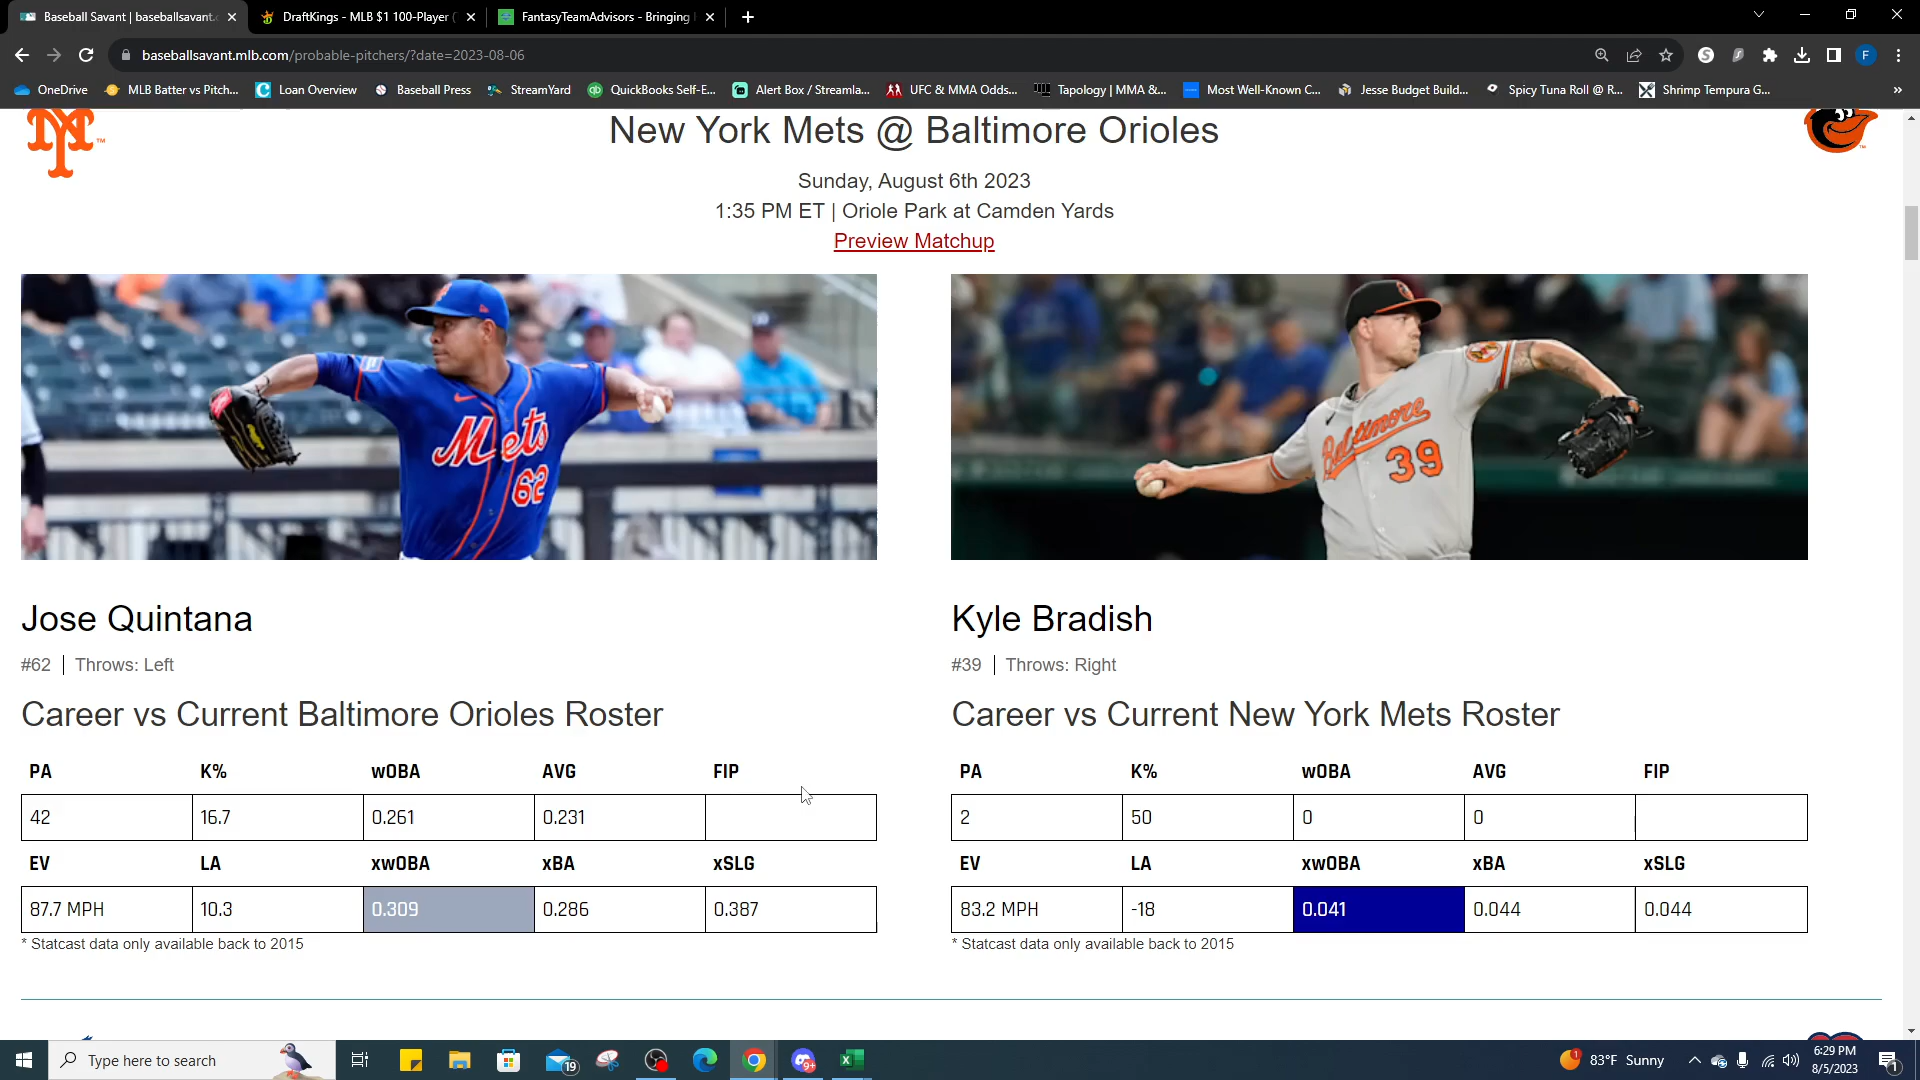 Baseball Savant | baseballsavant.
DraftKings - MLB $1 100-Player (
FantasyTeamAdvisors - Bringing
baseballsavant.mlb.com/probable-pitchers/?date=2023-08-06
F
OneDrive
MLB Batter vs Pitch...
Loan Overview
Baseball Press
StreamYard
QuickBooks Self-E...
Alert Box / Streamla...
UFC & MMA Odds...
Tapology | MMA &...
Most Well-Known C...
Jesse Budget Build...
Spicy Tuna Roll @ R...
Shrimp Tempura G...
»
New York Mets @ Baltimore Orioles
Sunday, August 6th 2023
1:35 PM ET | Oriole Park at Camden Yards
Preview Matchup
Mets
62
Baltimore
39
Jose Quintana
#62 | Throws: Left
Career vs Current Baltimore Orioles Roster
PA K% wOBA AVG FIP
42 16.7 0.261 0.231
EV LA xwOBA xBA xSLG
87.7 MPH 10.3 0.309 0.286 0.387
* Statcast data only available back to 2015
Kyle Bradish
#39 | Throws: Right
Career vs Current New York Mets Roster
PA K% wOBA AVG FIP
2 50 0 0
EV LA xwOBA xBA xSLG
83.2 MPH -18 0.041 0.044 0.044
* Statcast data only available back to 2015
Type here to search
19
9+
1
83°F Sunny
6:29 PM
8/5/2023
1